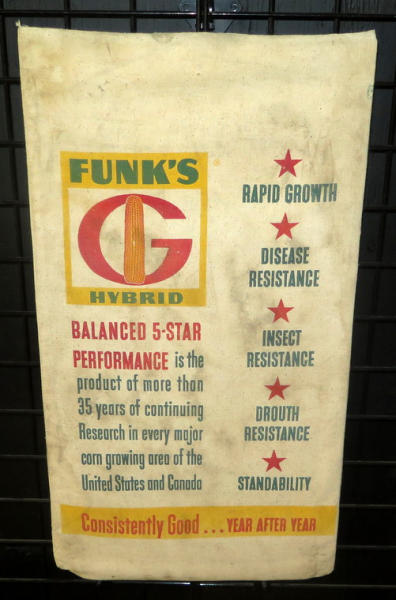 FUNK'S
G
HYBRID
BALANCED 5-STAR
PERFORMANCE is the
product of more than
35 years of continuing
Research in every major
corn growing area of the
United States and Canada
RAPID GROWTH
DISEASE
RESISTANCE
INSECT
RESISTANCE
DROUTH
RESISTANCE
STANDABILITY
Consistently Good ... YEAR AFTER YEAR